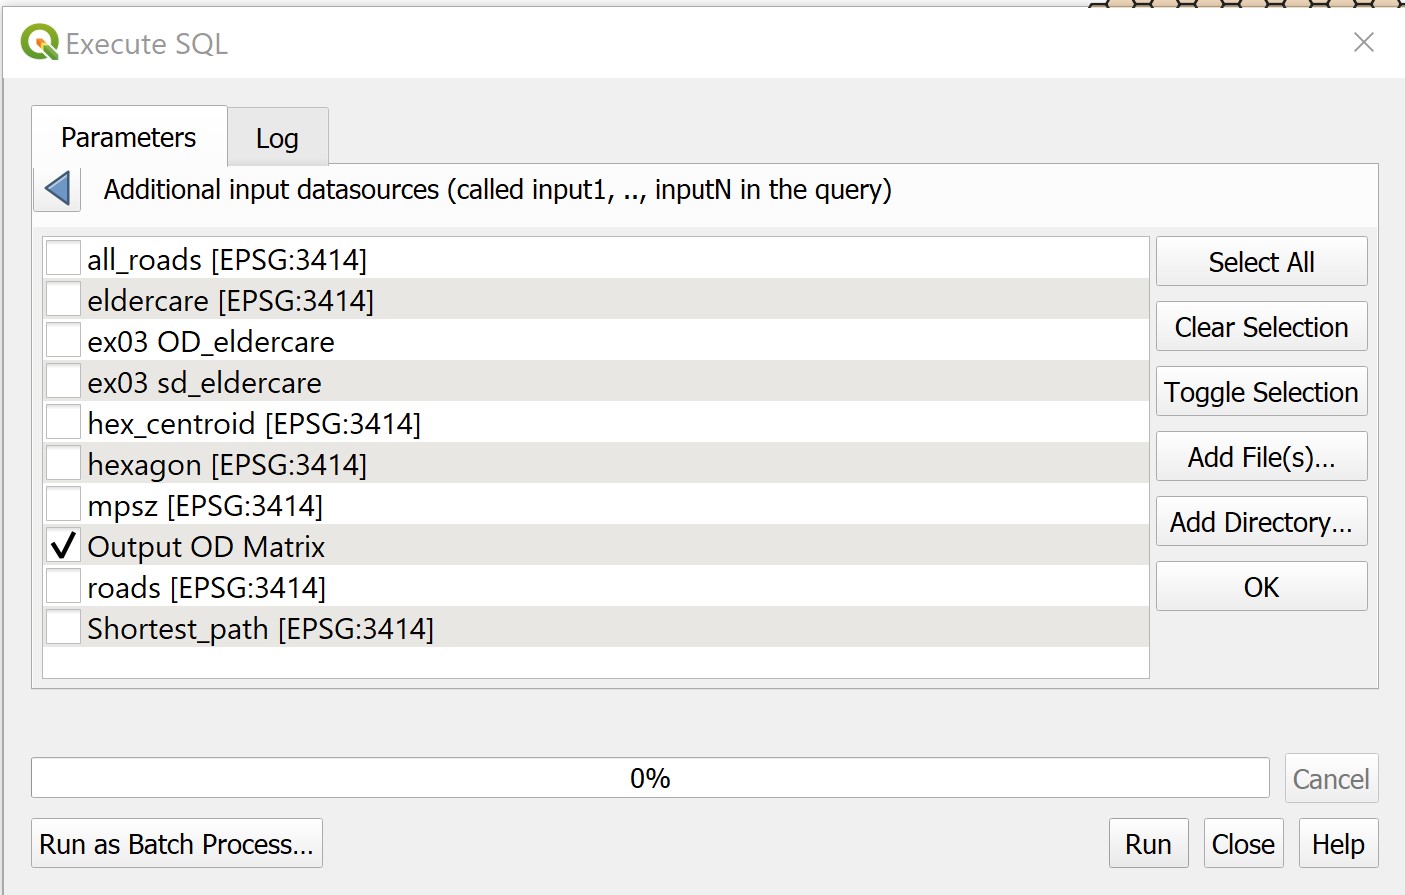 Execute SQL
Parameters
Log
Additional input datasources (called input1, .., inputN in the query)
all_roads [EPSG:3414]
eldercare [EPSG:3414]
ex03 OD_eldercare
ex03 sd_eldercare
hex_centroid [EPSG:3414]
hexagon [EPSG:3414]
mpsz [EPSG:3414]
Output OD Matrix
roads [EPSG:3414]
Shortest_path [EPSG:3414]
Select All
Clear Selection
Toggle Selection
Add File(s)...
Add Directory...
OK
0%
Cancel
Run as Batch Process...
Run
Close
Help